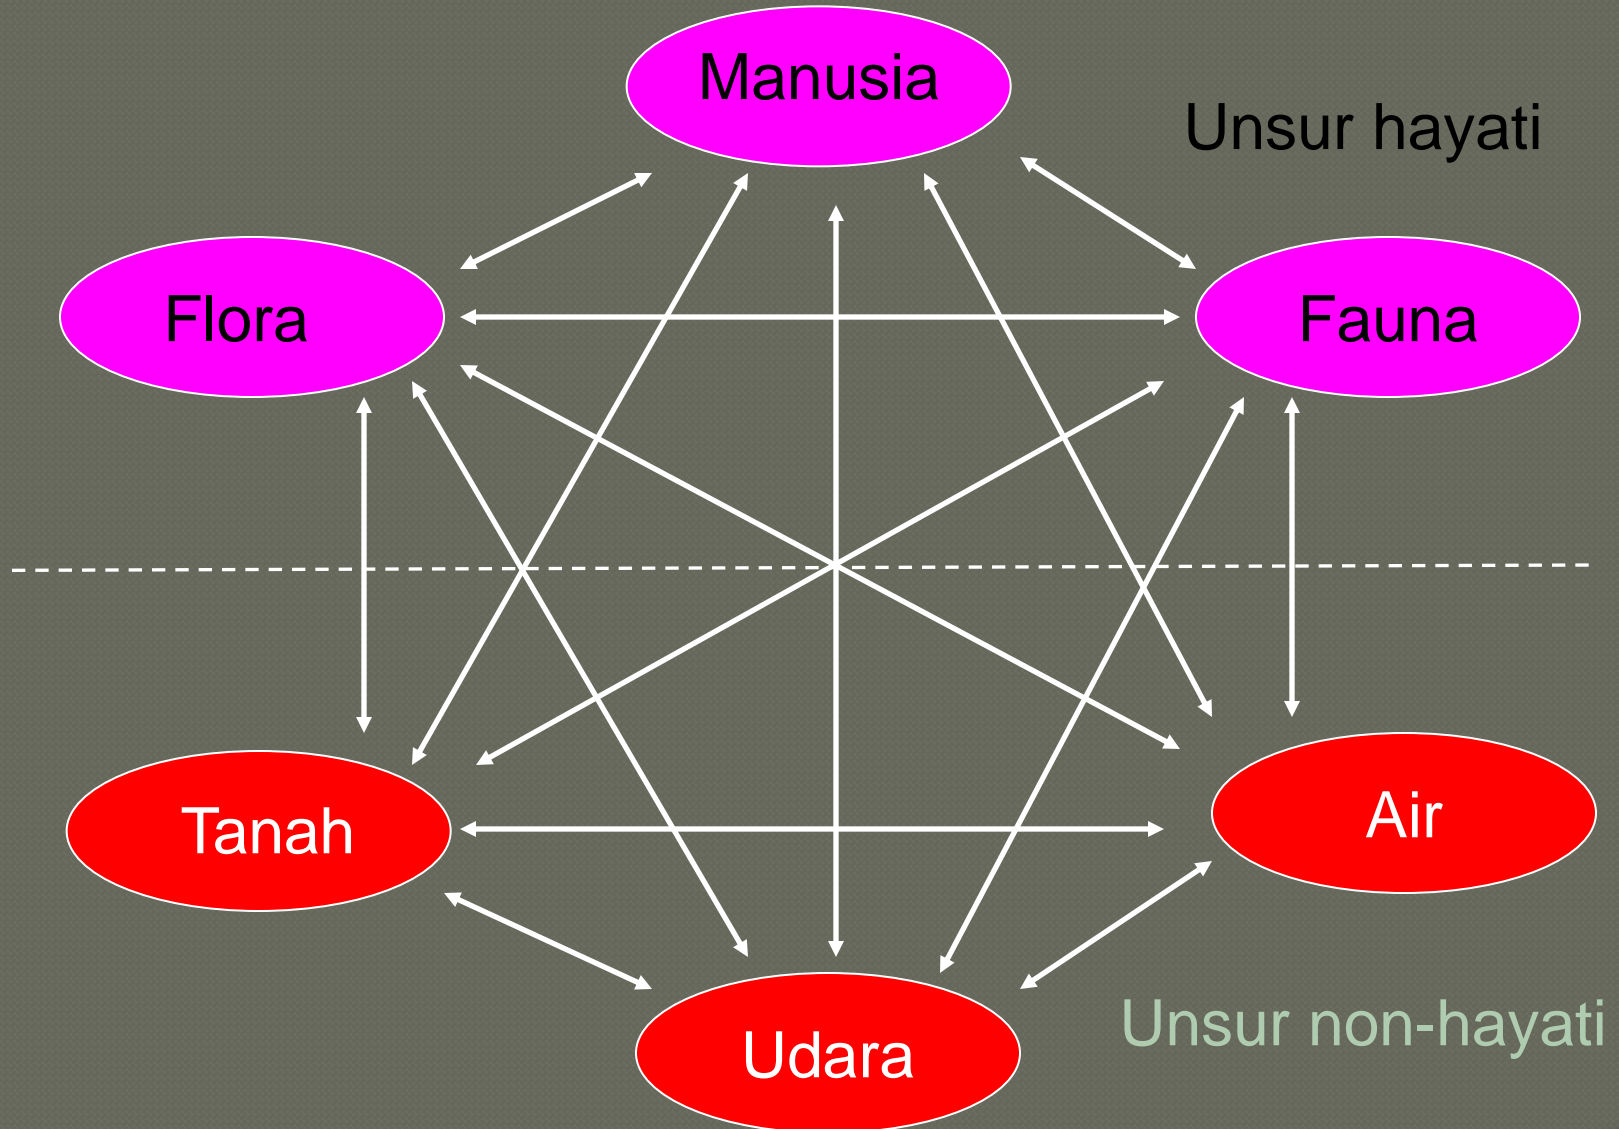 Manusia
Unsur hayati
Flora
Fauna
Tanah
Air
Unsur non-hayati
Udara